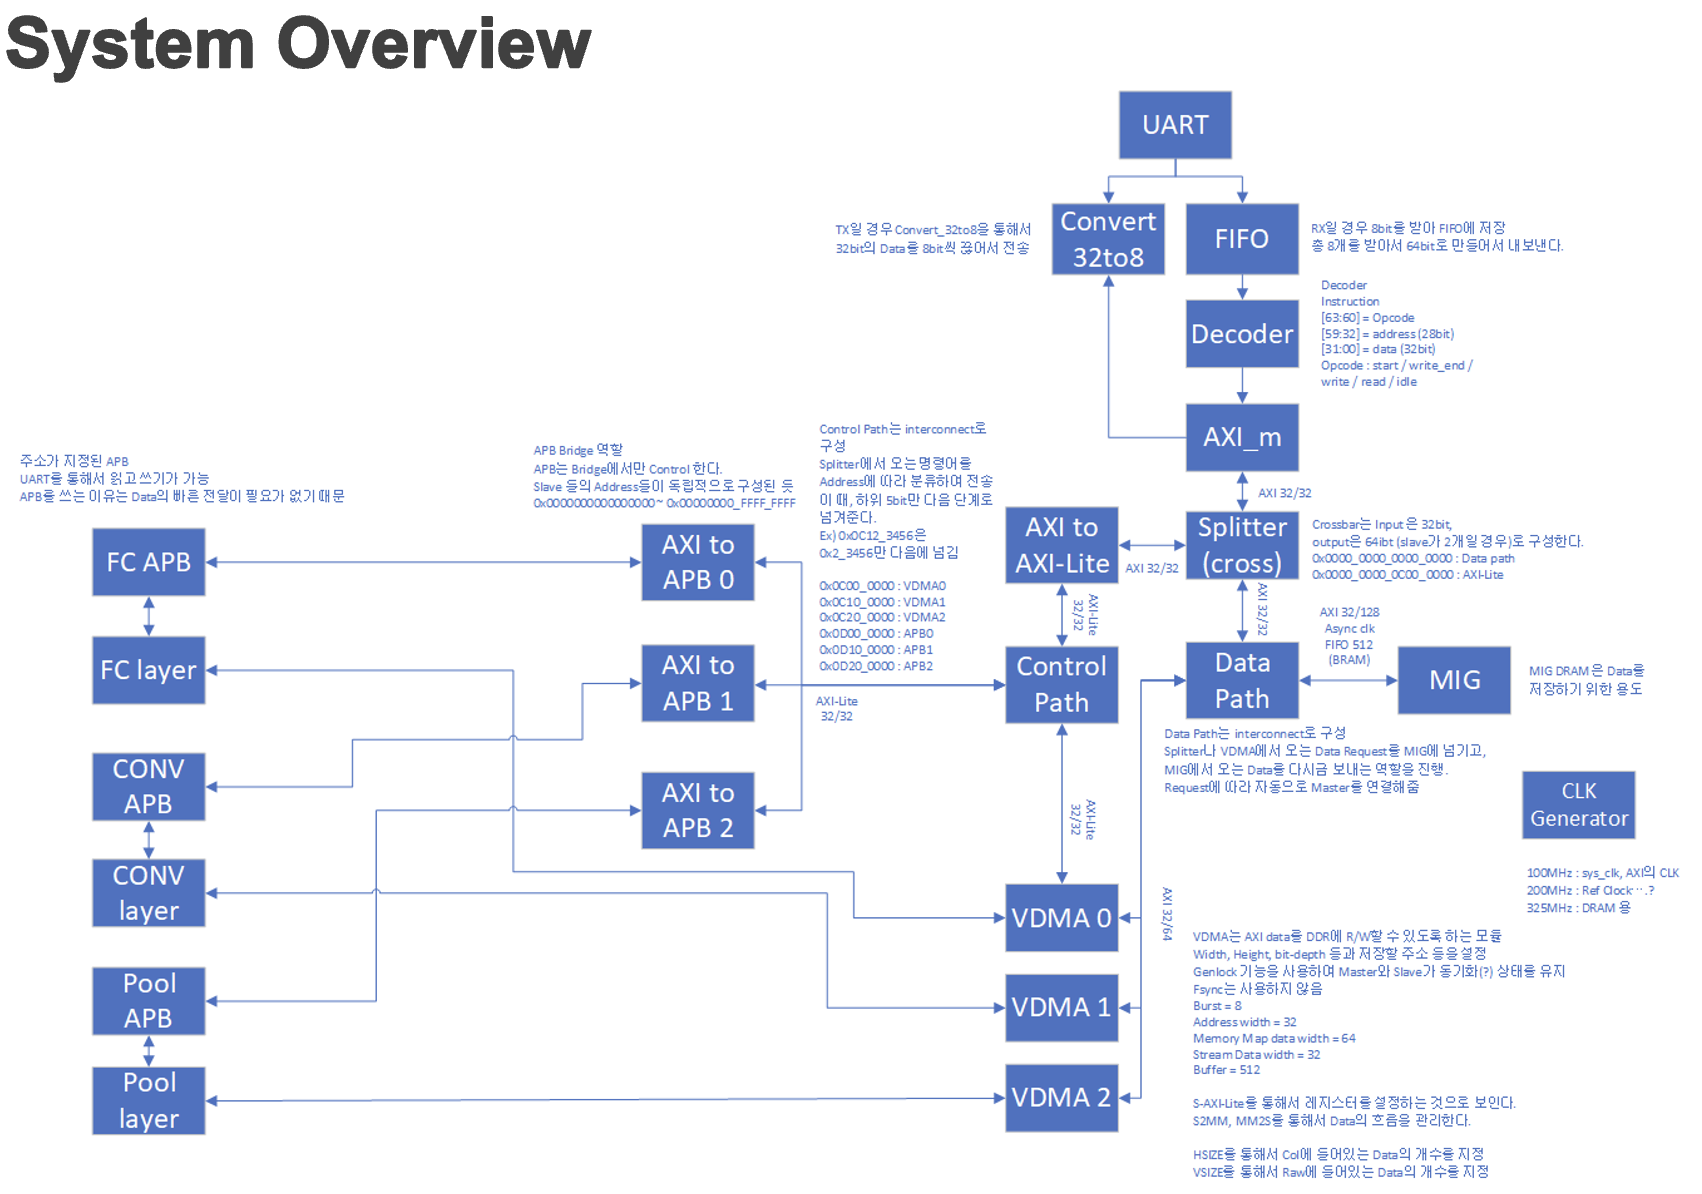 System Overview
UART
Convert
32to8
FIFO
TX일 경우 Convert_32to8을 통해서
32bit의 Data를 8bit씩 끊어서 전송
RX일 경우 8bit를 받아 FIFO에 저장
총 8개를 받아서 64bit로 만들어서 내보낸다.
Decoder
Decoder
Instruction
[63:60] = Opcode
[59:32] = address (28bit)
[31:00] = data (32bit)
Opcode : start / write_end /
write / read / idle
AXI_m
AXI 32/32
주소가 지정된 APB
UART를 통해서 읽고 쓰기가 가능
APB를 쓰는 이유는 Data의 빠른 전달이 필요가 없기 때문
APB Bridge 역할
APB는 Bridge에서만 Control 한다.
Slave 들의 Address들이 독립적으로 구성된 듯
0x0000000000000000~ 0x00000000_FFFF_FFFF
Control Path는 interconnect로
구성
Splitter에서 오는 명령어를
Address에 따라 분류하여 전송
이 때, 하위 5bit만 다음 단계로
넘겨준다.
Ex) 0x0C12_3456은
0x2_3456만 다음에 넘김
0x0C00_0000 : VDMA0
0x0C10_0000 : VDMA1
0x0C20_0000 : VDMA2
0x0D00_0000 : APB0
0x0D10_0000 : APB1
0x0D20_0000 : APB2
AXI to
AXI-Lite
AXI 32/32
Splitter
(cross)
Crossbar는 Input 은 32bit,
output은 64ibt (slave가 2개일 경우)로 구성한다.
0x0000_0000_0000_0000 : Data path
0x0000_0000_0C00_0000 : AXI-Lite
FC APB
AXI to
APB 0
AXI-Lite
32/32
AXI 32/32
AXI 32/128
Async clk
FIFO 512
(BRAM)
FC layer
AXI to
APB 1
AXI-Lite
32/32
Control
Path
Data
Path
MIG
MIG DRAM은 Data를
저장하기 위한 용도
Data Path는 interconnect로 구성
Splitter나 VDMA에서 오는 Data Request를 MIG에 넘기고,
MIG에서 오는 Data를 다시금 보내는 역할을 진행.
Request에 따라 자동으로 Master를 연결해줌
CONV
APB
AXI to
APB 2
AXI-Lite
32/32
CLK
Generator
100MHz : sys_clk, AXI의 CLK
200MHz : Ref Clock….?
325MHz : DRAM 용
CONV
layer
VDMA 0
AXI 32/64
VDMA는 AXI data를 DDR에 R/W할 수 있도록 하는 모듈
Width, Height, bit-depth 등과 저장할 주소 등을 설정
Genlock 기능을 사용하여 Master와 Slave가 동기화(?) 상태를 유지
Fsync는 사용하지 않음
Burst = 8
Address width = 32
Memory Map data width = 64
Stream Data width = 32
Buffer = 512
Pool
APB
VDMA 1
Pool
layer
VDMA 2
S-AXI-Lite를 통해서 레지스터를 설정하는 것으로 보인다.
S2MM, MM2S를 통해서 Data의 흐름을 관리한다.
HSIZE를 통해서 Col에 들어있는 Data의 개수를 지정
VSIZE를 통해서 Raw에 들어있는 Data의 개수를 지정